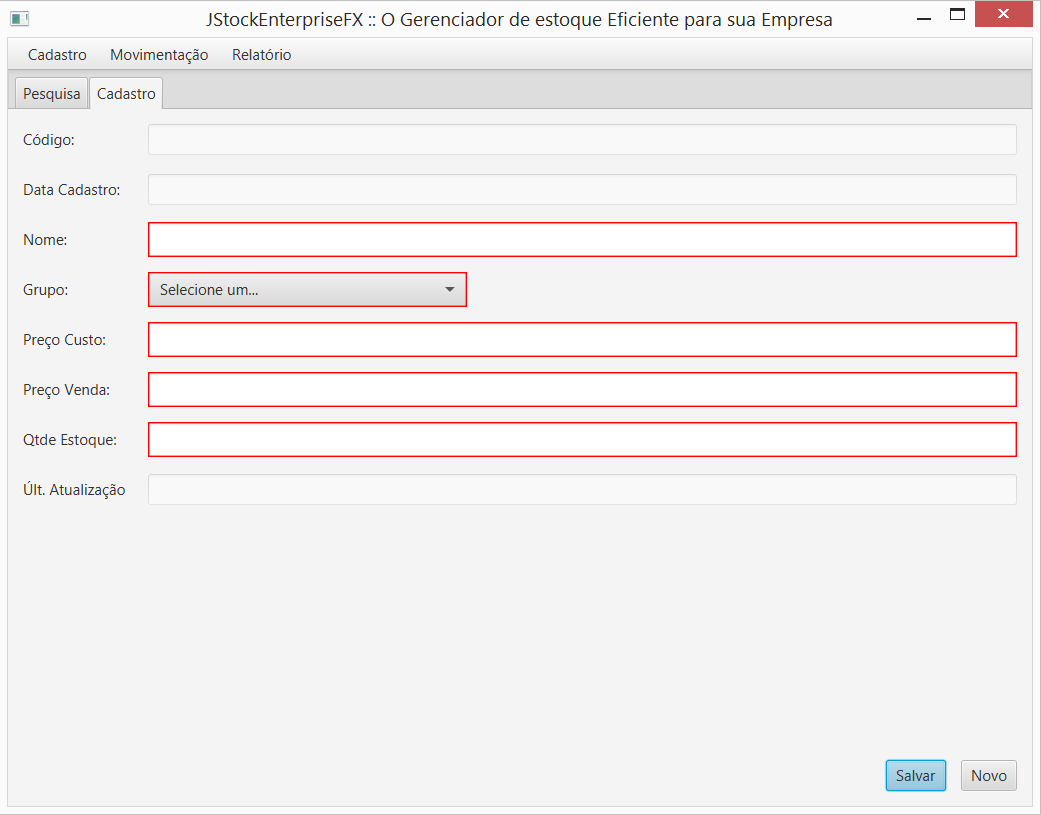 JStockEnterpriseFX :: O Gerenciador de estoque Eficiente para sua Empresa
Cadastro Movimentação Relatório
Pesquisa Cadastro
Código:
Data Cadastro:
Nome:
Grupo: Selecione um...
Preço Custo:
Preço Venda:
Qtde Estoque:
Últ. Atualização
Salvar Novo